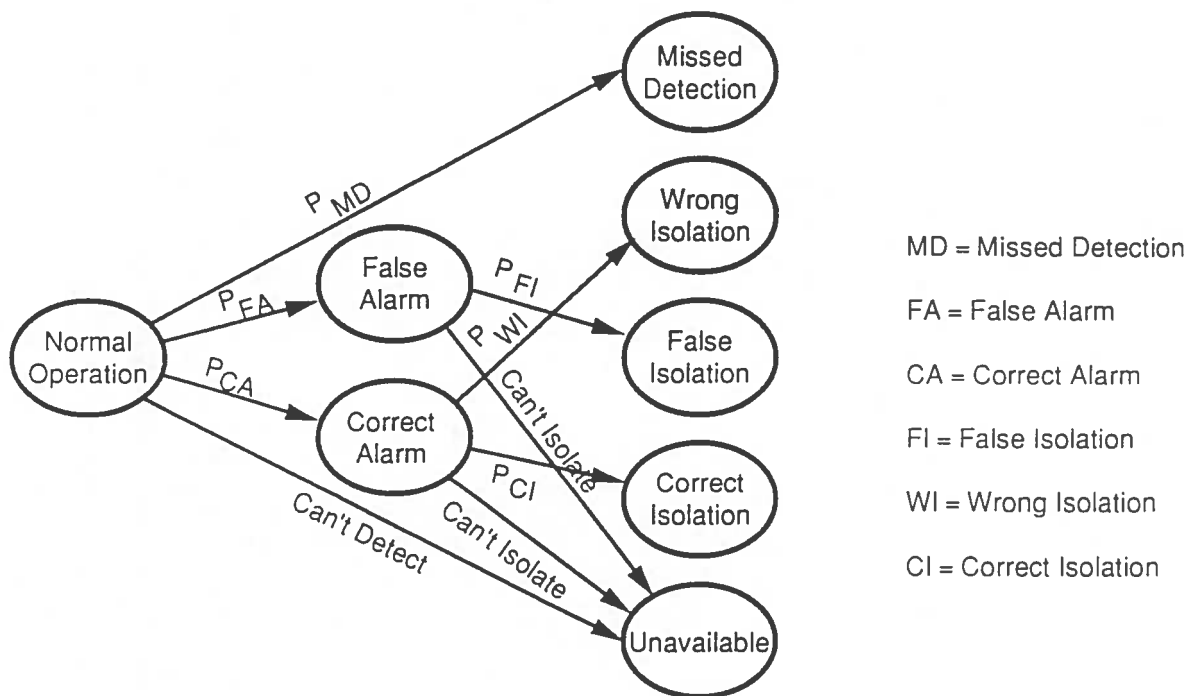 Missed
Detection
P MD
Wrong
Isolation
MD = Missed Detection
False
Alarm
P FI
P FA
FA = False Alarm
P WI
Normal
Operation
False
Isolation
P CA
Can't Isolate
CA = Correct Alarm
Correct
Alarm
FI = False Isolation
P CI
Correct
Isolation
WI = Wrong Isolation
Can't Detect
Can't Isolate
CI = Correct Isolation
Unavailable